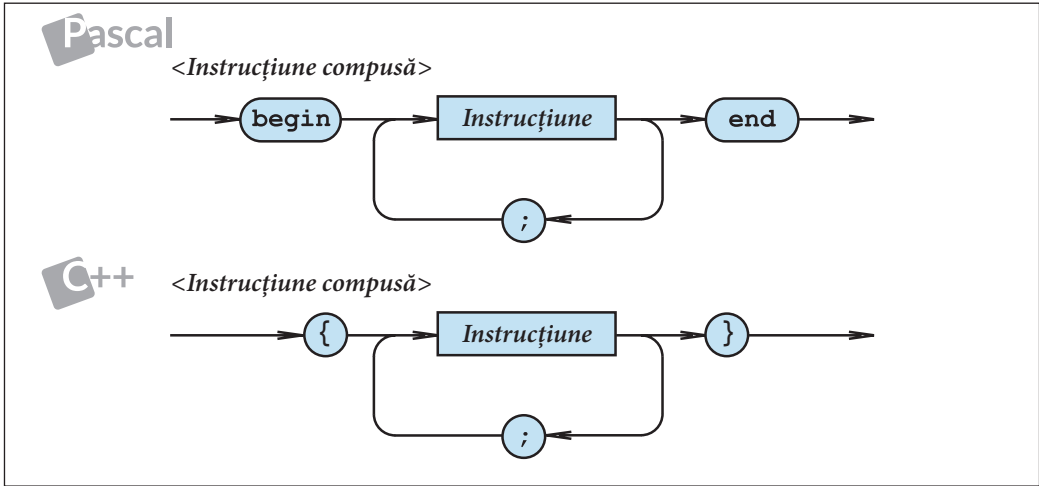 Pascal
<Instrucțiune compusă>
begin Instrucțiune end
;
C++
<Instrucțiune compusă>
{ Instrucțiune }
;